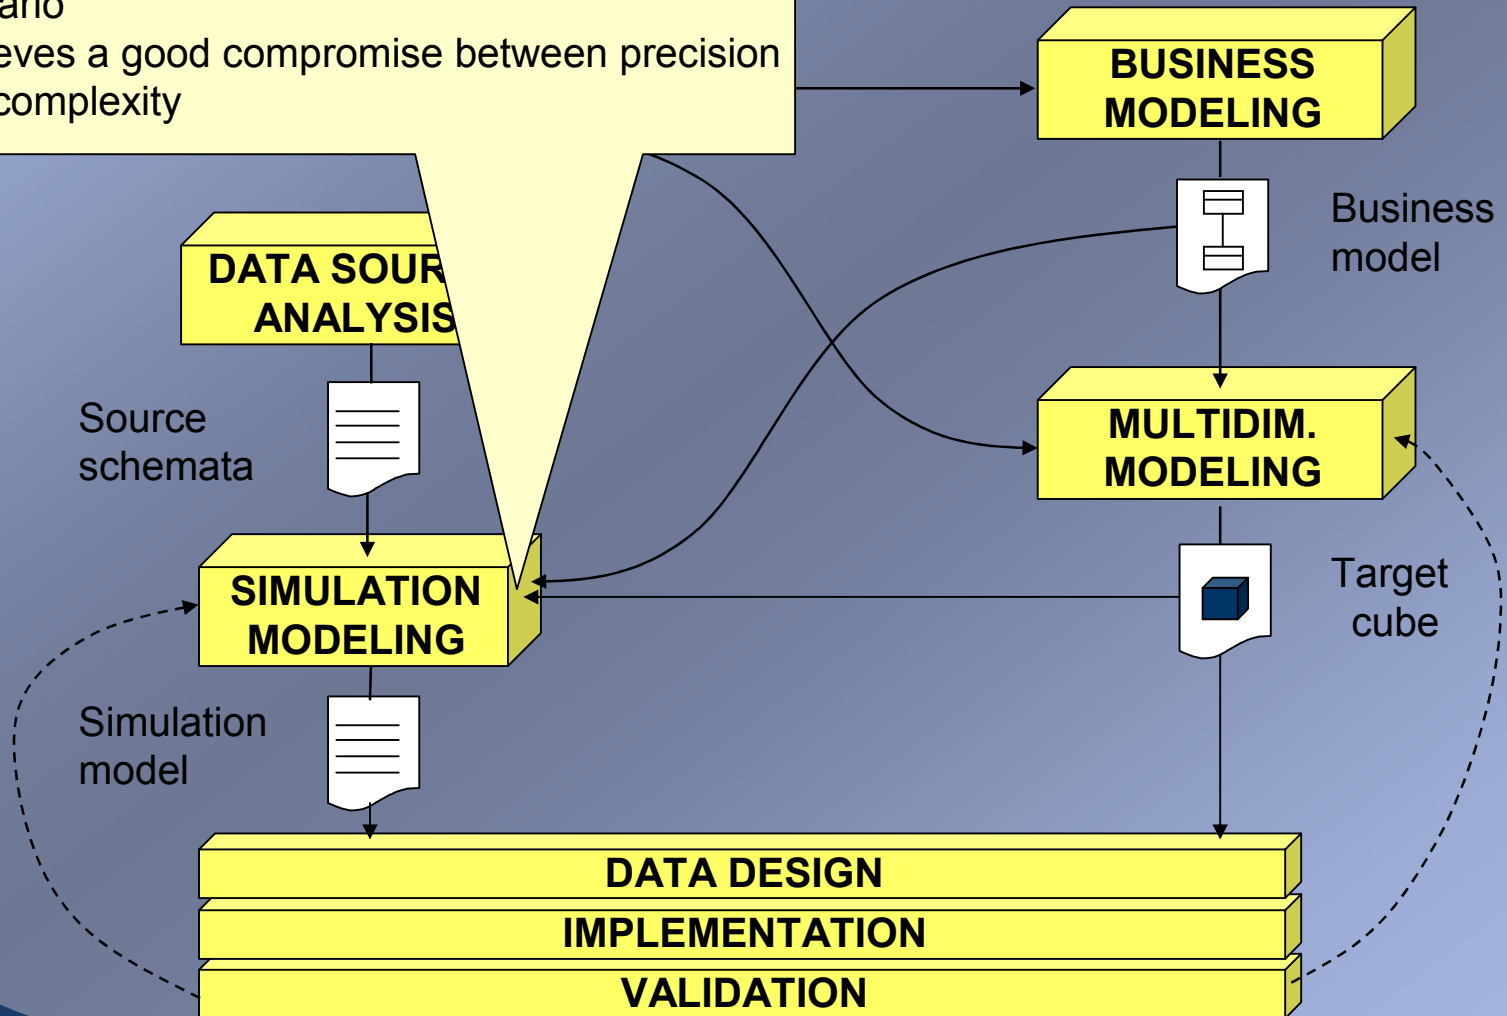 ario
eves a good compromise between precision
complexity
BUSINESS
MODELING
Business
model
DATA SOUR
ANALYSIS
Source
schemata
MULTIDIM.
MODELING
SIMULATION
MODELING
Target
cube
Simulation
model
DATA DESIGN
IMPLEMENTATION
VALIDATION